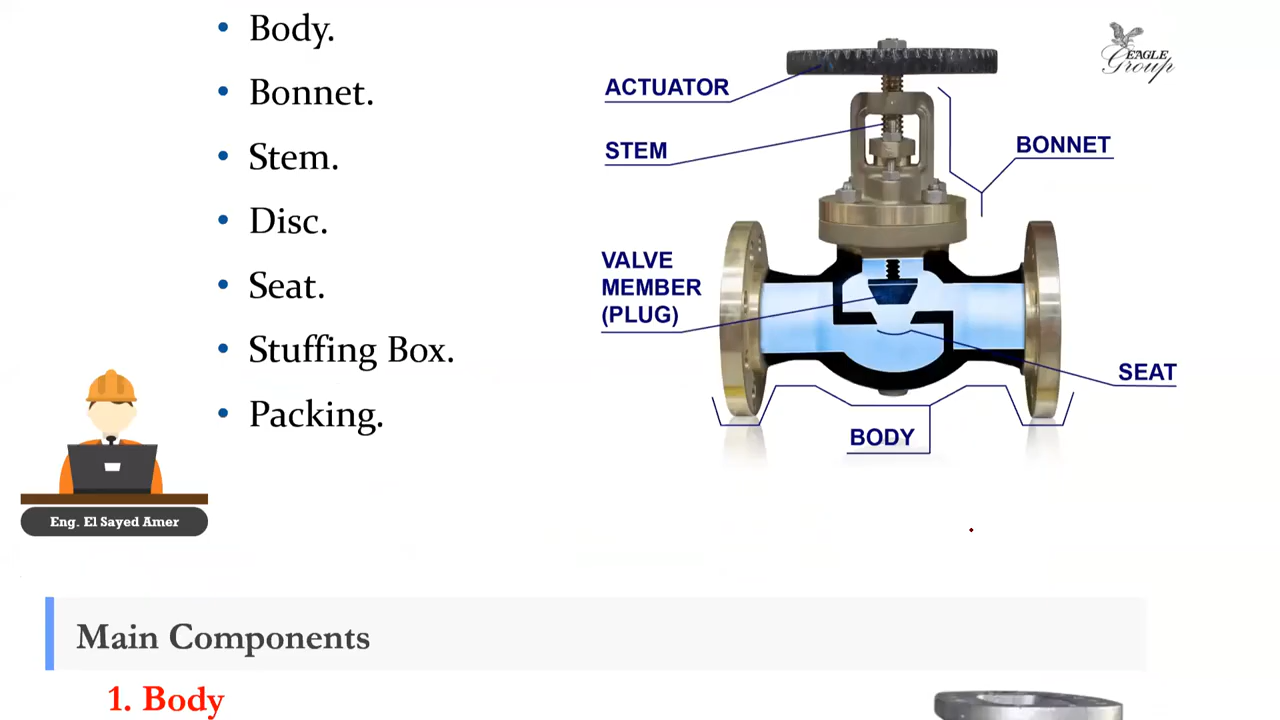 • Body.
• Bonnet.
• Stem.
• Disc.
• Seat.
• Stuffing Box.
• Packing.
EAGLE
Group
ACTUATOR
STEM
BONNET
VALVE
MEMBER
(PLUG)
SEAT
BODY
Eng. El Sayed Amer
Main Components
1. Body